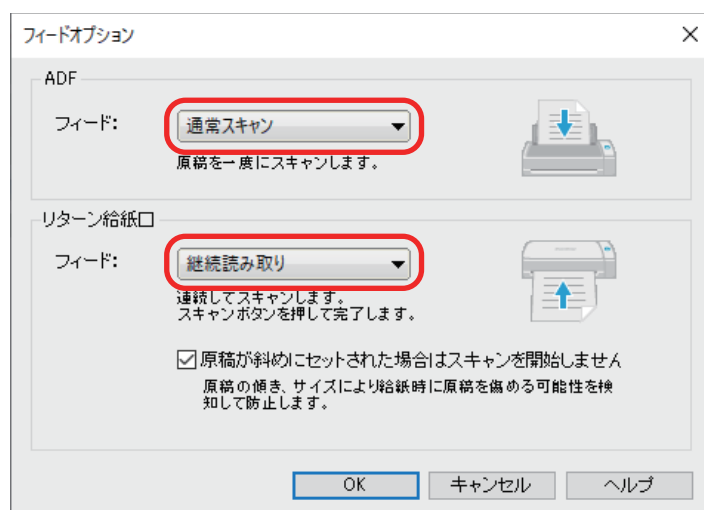 フィードオプション
ADF
フィード:
通常スキャン
原稿を一度にスキャンします。
リターン給紙口
フィード:
継続読み取り
連続してスキャンします。
スキャンボタンを押して完了します。
原稿が斜めにセットされた場合はスキャンを開始しません
原稿の傾き、サイズにより給紙時に原稿を傷める可能性を検
知して防止します。
OK
キャンセル
ヘルプ